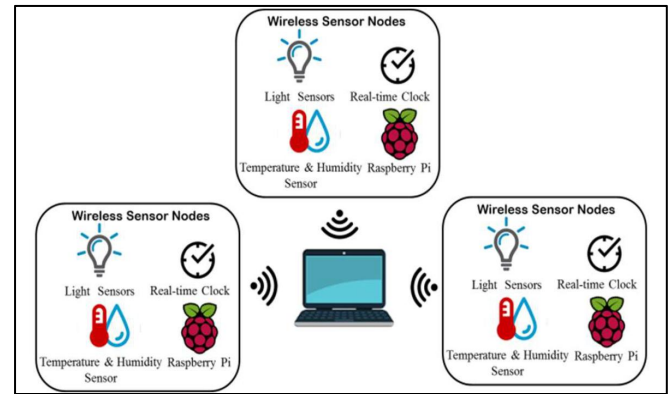 Wireless Sensor Nodes
Light Sensors Real-time Clock
Temperature & Humidity Raspberry Pi
Sensor
Wireless Sensor Nodes
Light Sensors Real-time Clock
Temperature & Humidity Raspberry Pi
Sensor
Wireless Sensor Nodes
Light Sensors Real-time Clock
Temperature & Humidity Raspberry Pi
Sensor